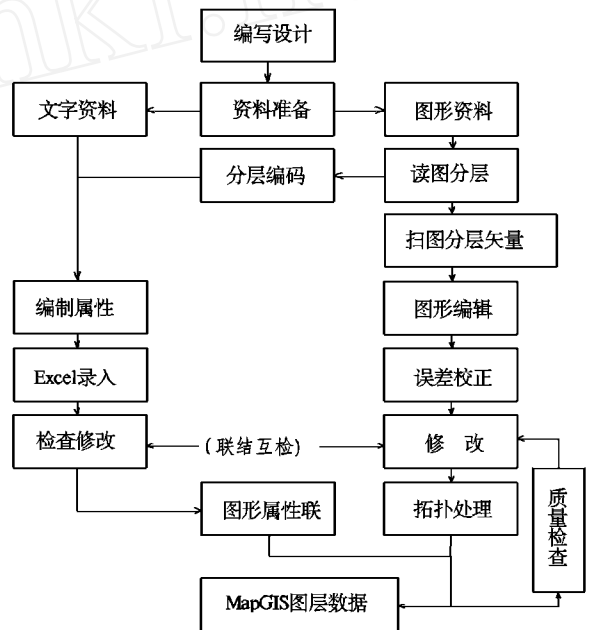 编写设计
文字资料
资料准备
图形资料
分层编码
读图分层
扫图分层矢量
编制属性
图形编辑
Excel录入
误差校正
检查修改
(联结互检)
修 改
质量检查
图形属性联
拓扑处理
MapGIS图层数据